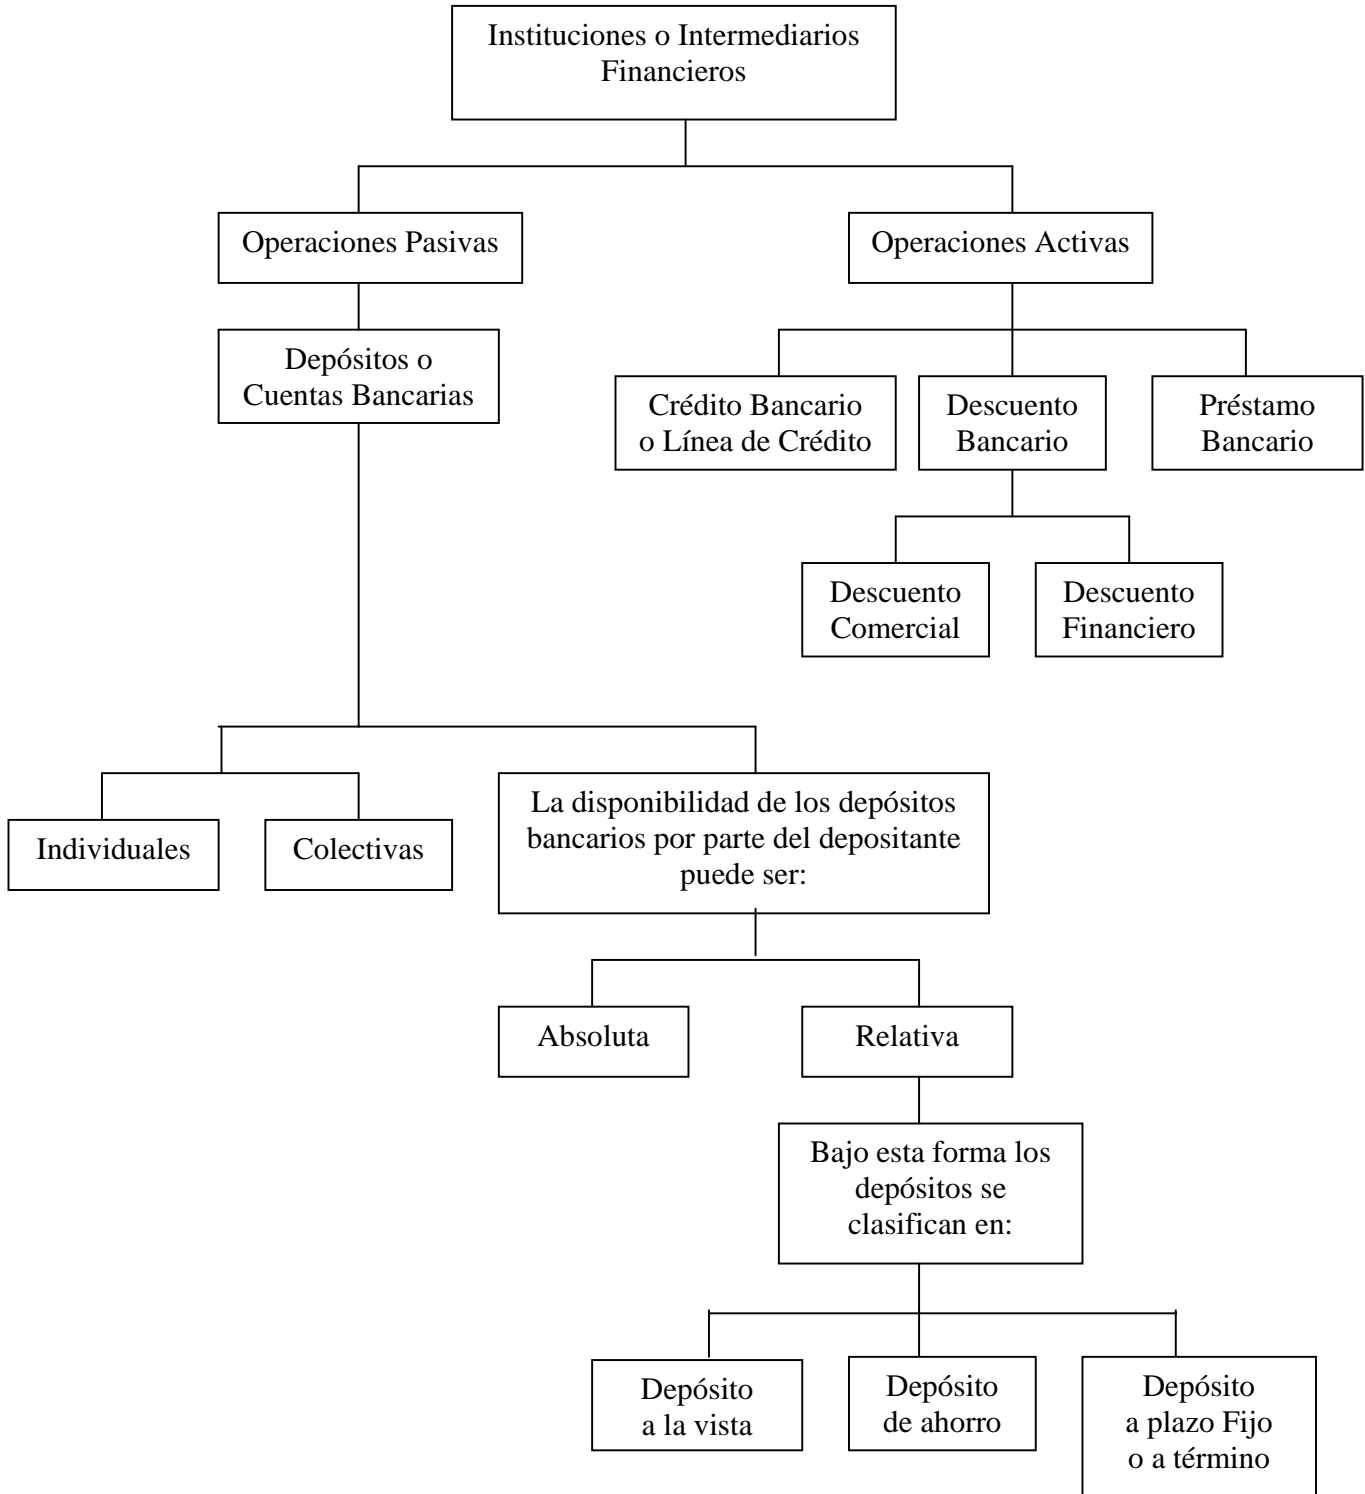 Instituciones o Intermediarios
Financieros
Operaciones Pasivas
Operaciones Activas
Depósitos o
Cuentas Bancarias
Crédito Bancario
o Línea de Crédito
Descuento
Bancario
Préstamo
Bancario
Descuento
Comercial
Descuento
Financiero
Individuales
Colectivas
La disponibilidad de los depósitos
bancarios por parte del depositante
puede ser:
Absoluta
Relativa
Bajo esta forma los
depósitos se
clasifican en:
Depósito
a la vista
Depósito
de ahorro
Depósito
a plazo Fijo
o a término